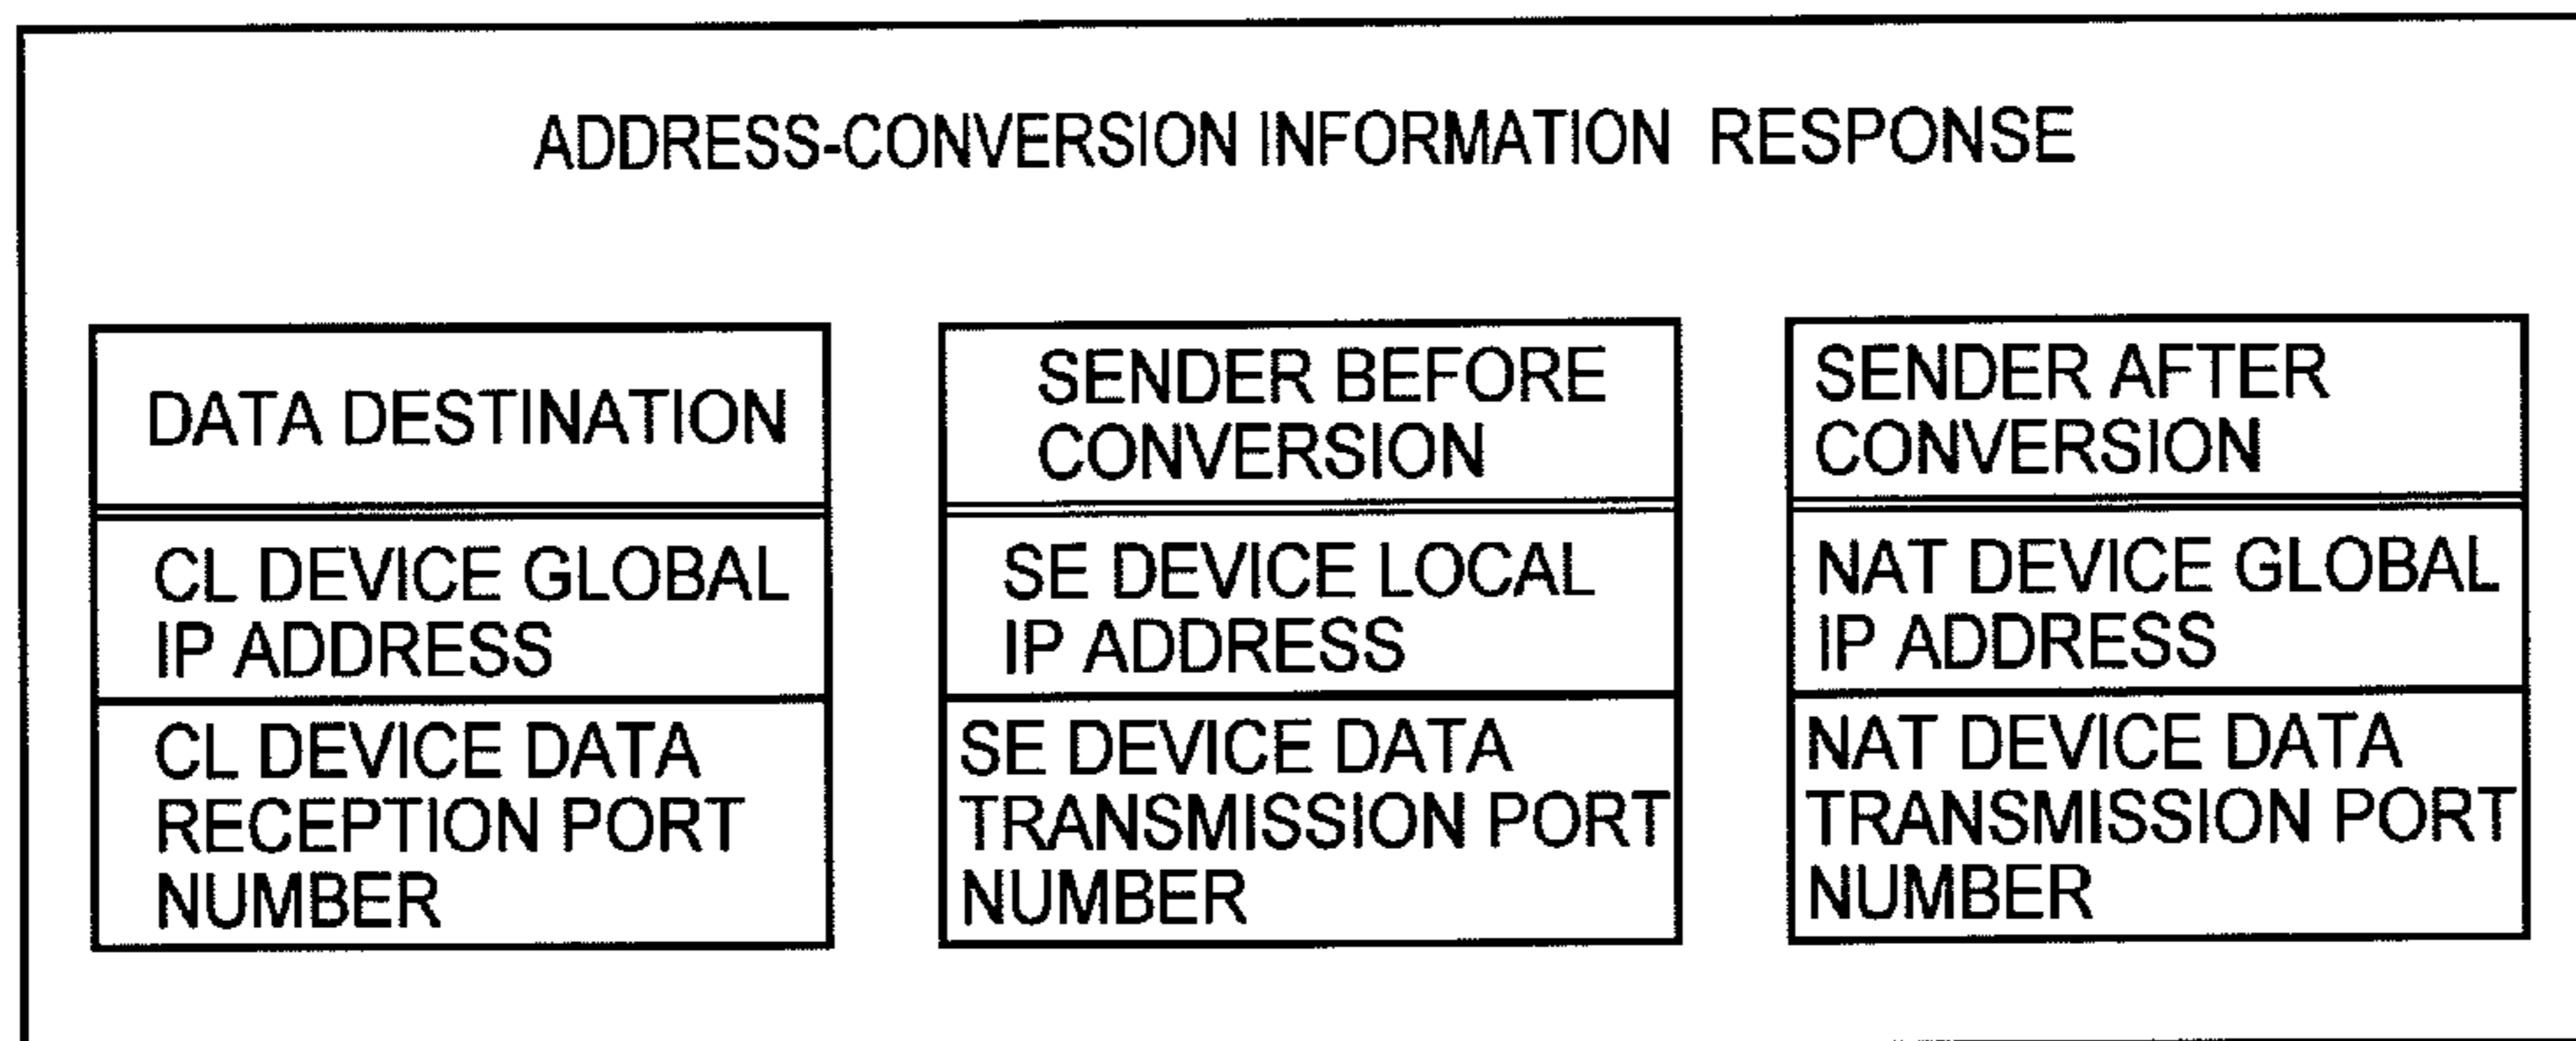 ADDRESS-CONVERSION INFORMATION RESPONSE
DATA DESTINATION
CL DEVICE GLOBAL
IP ADDRESS
CL DEVICE DATA
RECEPTION PORT
NUMBER
SENDER BEFORE
CONVERSION
SE DEVICE LOCAL
IP ADDRESS
SE DEVICE DATA
TRANSMISSION PORT
NUMBER
SENDER AFTER
CONVERSION
NAT DEVICE GLOBAL
IP ADDRESS
NAT DEVICE DATA
TRANSMISSION PORT
NUMBER